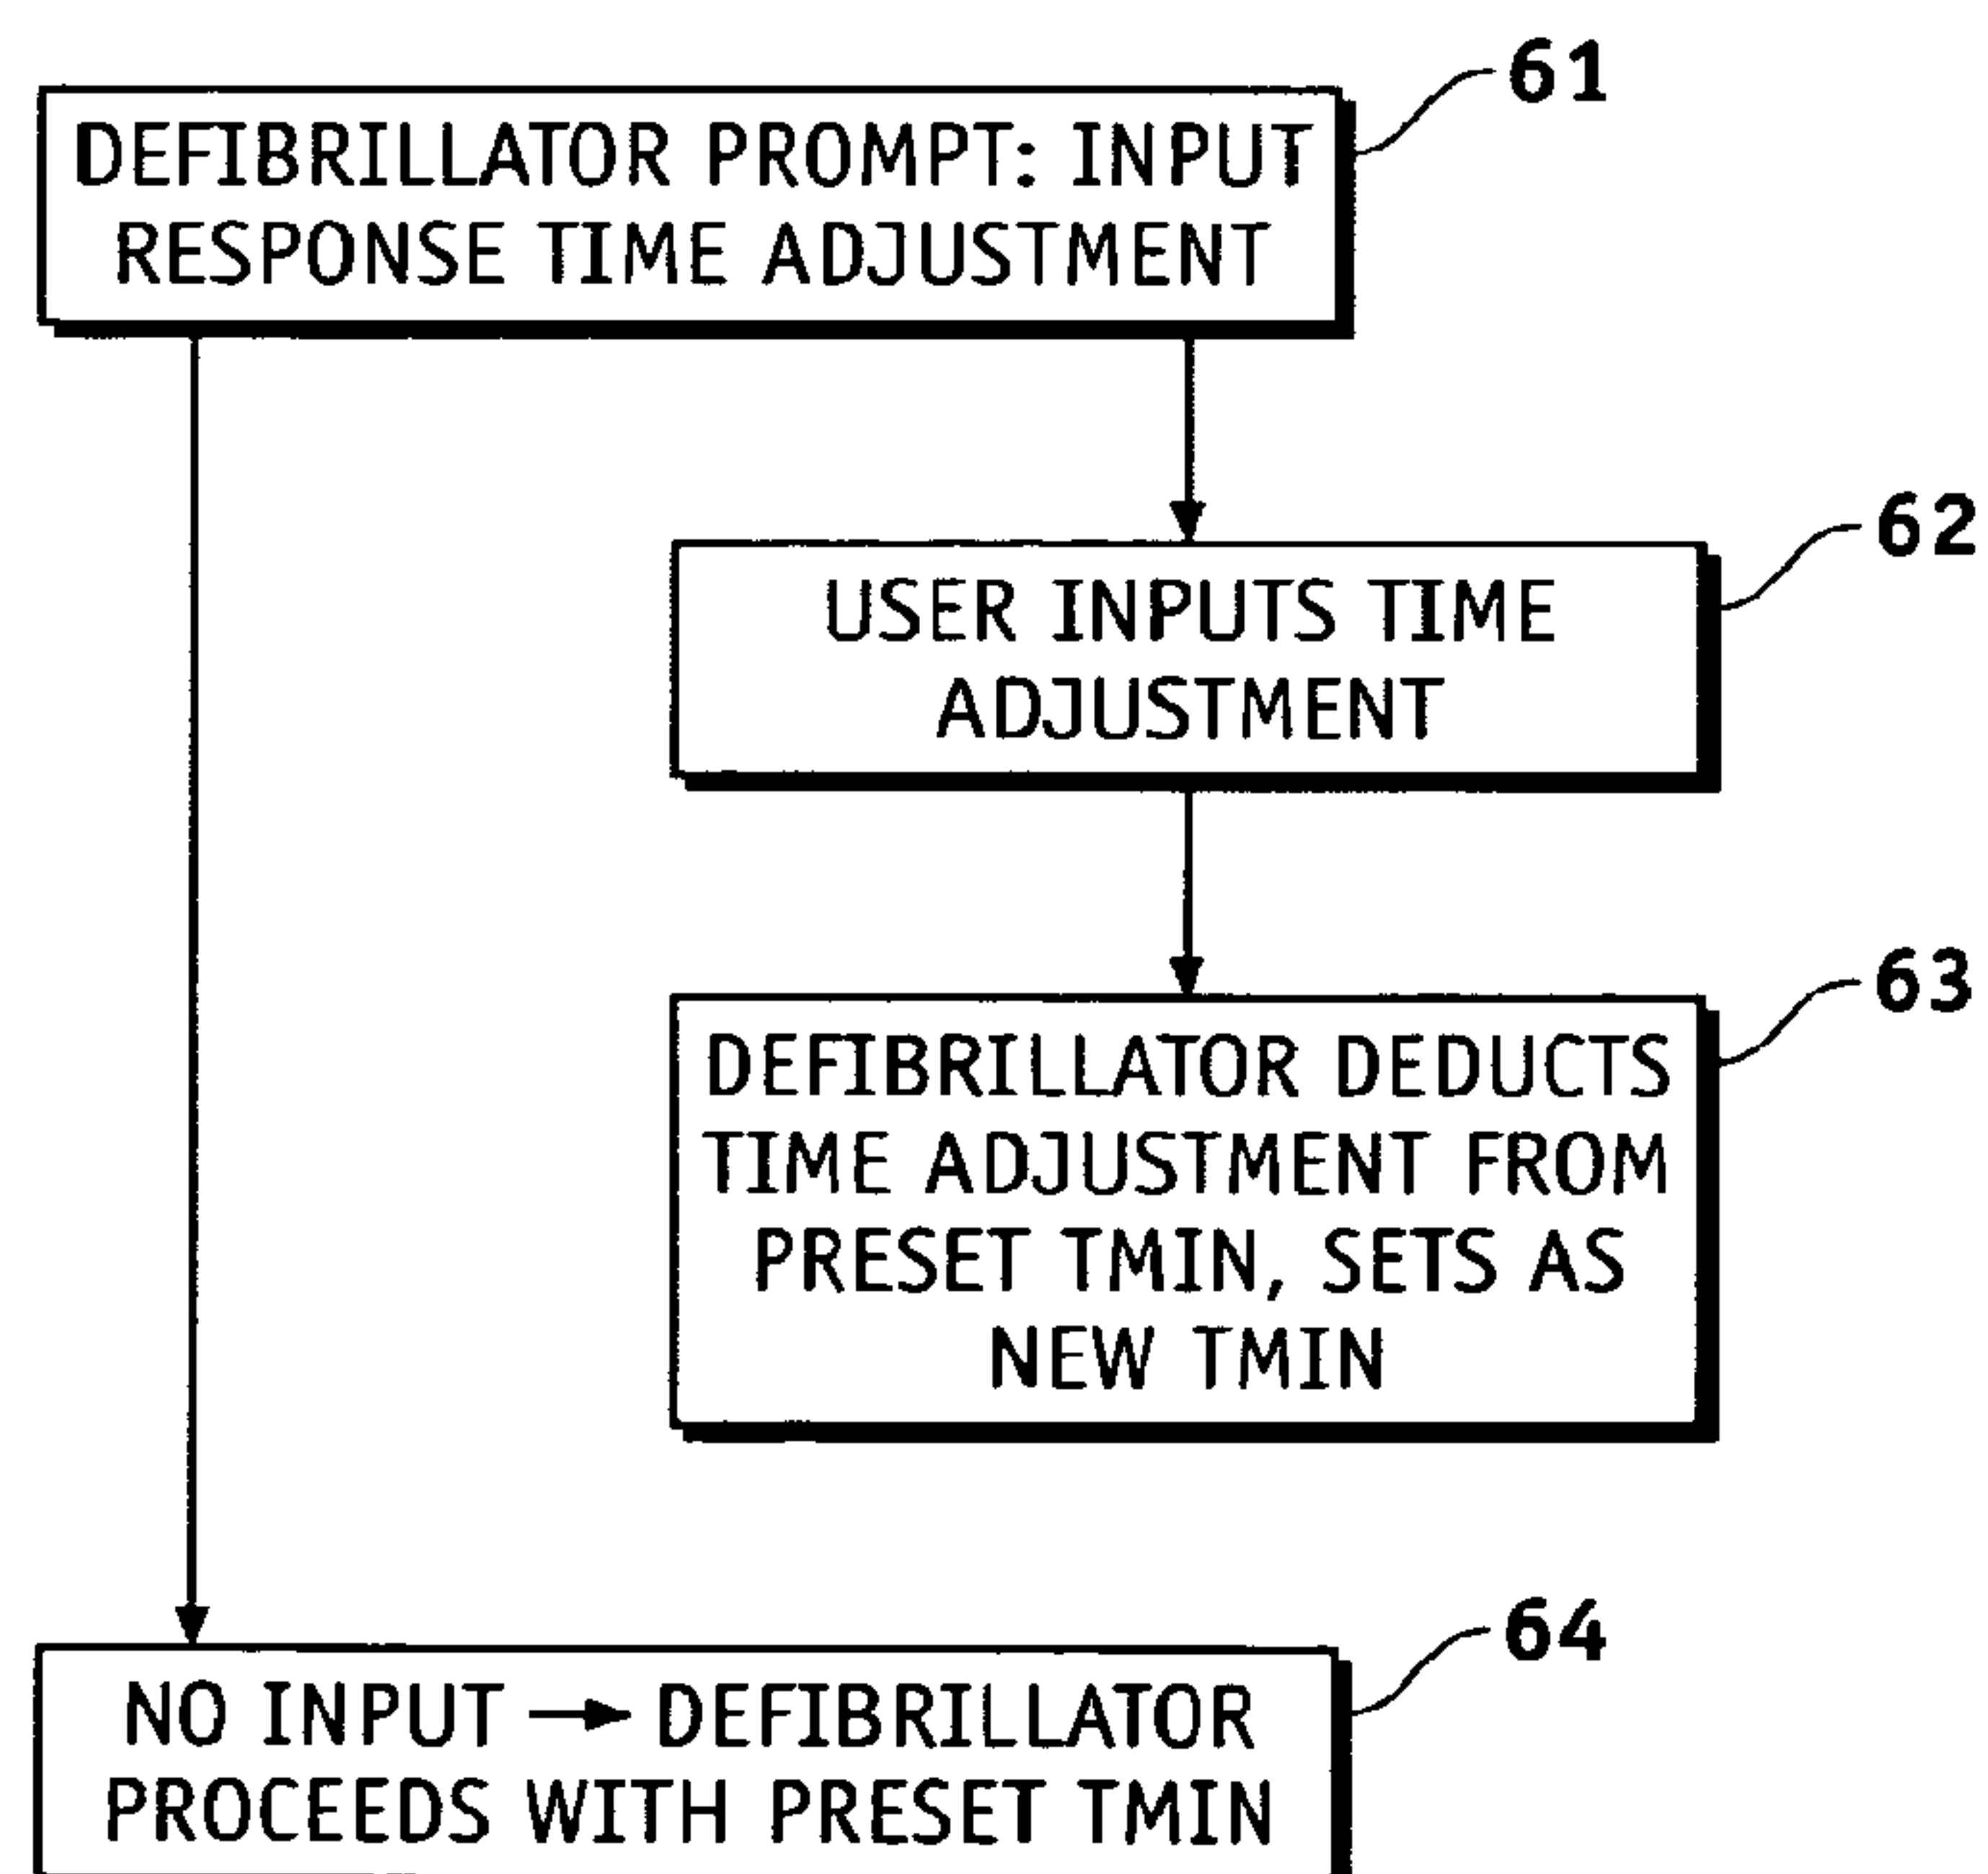 61
DEFIBRILLATOR PROMPT: INPUT
RESPONSE TIME ADJUSTMENT
62
USER INPUTS TIME
ADJUSTMENT
63
DEFIBRILLATOR DEDUCTS
TIME ADJUSTMENT FROM
PRESET TMIN, SETS AS
NEW TMIN
64
NO INPUT → DEFIBRILLATOR
PROCEEDS WITH PRESET TMIN